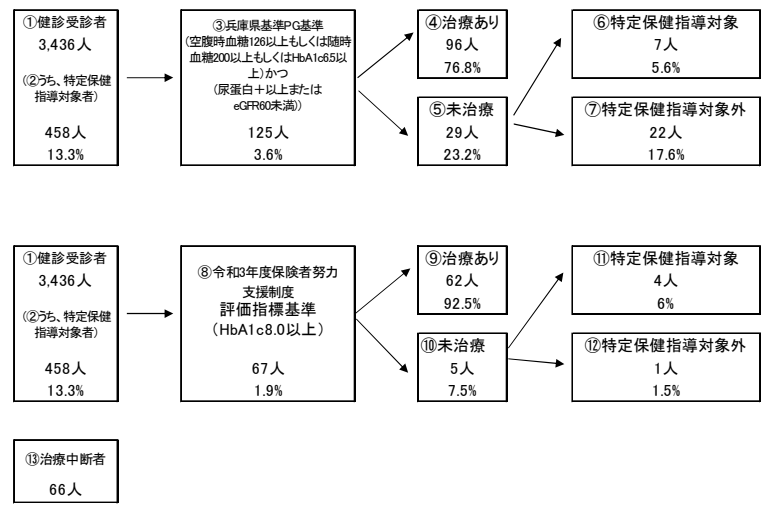 ①健診受診者
3,436人
(②うち、特定保健
指導対象者)
458人
13.3%
③兵庫県基準PG基準
(空腹時血糖126以上もしくは随時
血糖200以上もしくはHbA1c6.5以
上)かつ
(尿蛋白+以上または
eGFR60未満))
125人
3.6%
④治療あり
96人
76.8%
⑤未治療
29人
23.2%
⑥特定保健指導対象
7人
5.6%
⑦特定保健指導対象外
22人
17.6%
①健診受診者
3,436人
(②うち、特定保健
指導対象者)
458人
13.3%
⑧令和3年度保険者努力
支援制度
評価指標基準
(HbA1c8.0以上)
67人
1.9%
⑨治療あり
62人
92.5%
⑩未治療
5人
7.5%
⑪特定保健指導対象
4人
6%
⑫特定保健指導対象外
1人
1.5%
⑬治療中断者
66人